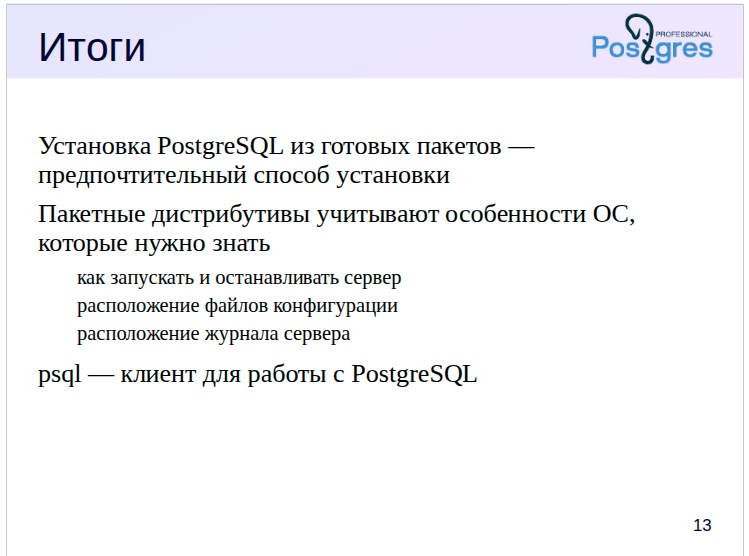 Итоги
PROFESSIONAL
Postgres
Установка PostgreSQL из готовых пакетов —
предпочтительный способ установки
Пакетные дистрибутивы учитывают особенности ОС,
которые нужно знать
как запускать и останавливать сервер
расположение файлов конфигурации
расположение журнала сервера
psql — клиент для работы с PostgreSQL
13